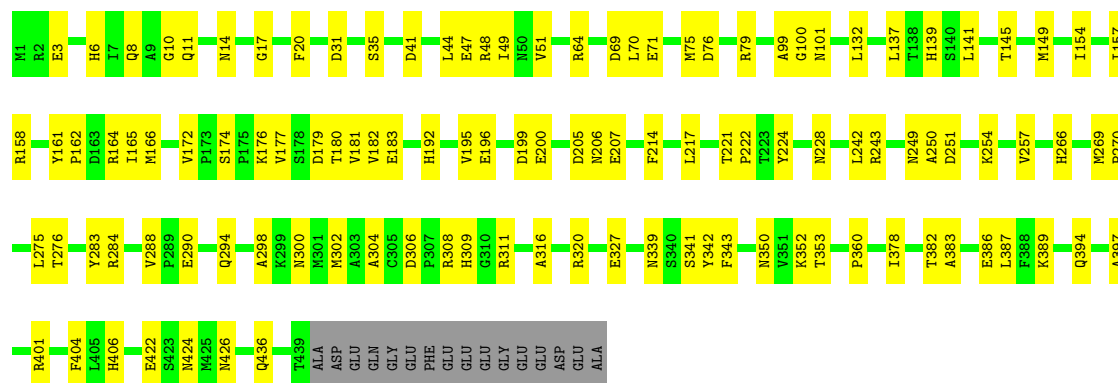 M1 R2 E3 H6 I7 Q8 A9 G10 Q11 N14 G17 F20 D31 S35 D41 L44 E47 R48 I49 N50 V51 R64 D69 L70 E71 M75 D76 R79 A99 G100 N101 L132 L137 T138 H139 S140 L141 T145 M149 I154
R158 Y161 P162 D163 R164 I165 M166 V172 P173 S174 P175 K176 V177 S178 D179 T180 V181 V182 E183 H192 V195 E196 D199 E200 D205 N206 E207 F214 L217 T221 P222 T223 Y224 N228 L242 R243 N249 A250 D251 K254 V257 H266 M269
L275 T276 Y283 R284 V288 P289 E290 Q294 A298 K299 N300 M301 M302 A303 A304 C305 D306 P307 R308 H309 G310 R311 A316 R320 E327 N339 S340 S341 Y342 F343 N350 V351 K352 T353 P360 I378 T382 A383 E386 L387 F388 K389 Q394
R401 F404 L405 H406 E422 S423 N424 M425 N426 Q436 T439 ALA ASP GLU GLN GLY GLU PHE GLU GLU GLU GLY GLU GLU ASP GLU ALA